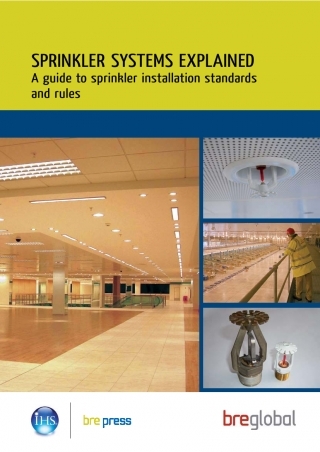 SPRINKLER SYSTEMS EXPLAINED
A guide to sprinkler installation standards
and rules
IHS
bre press
breglobal